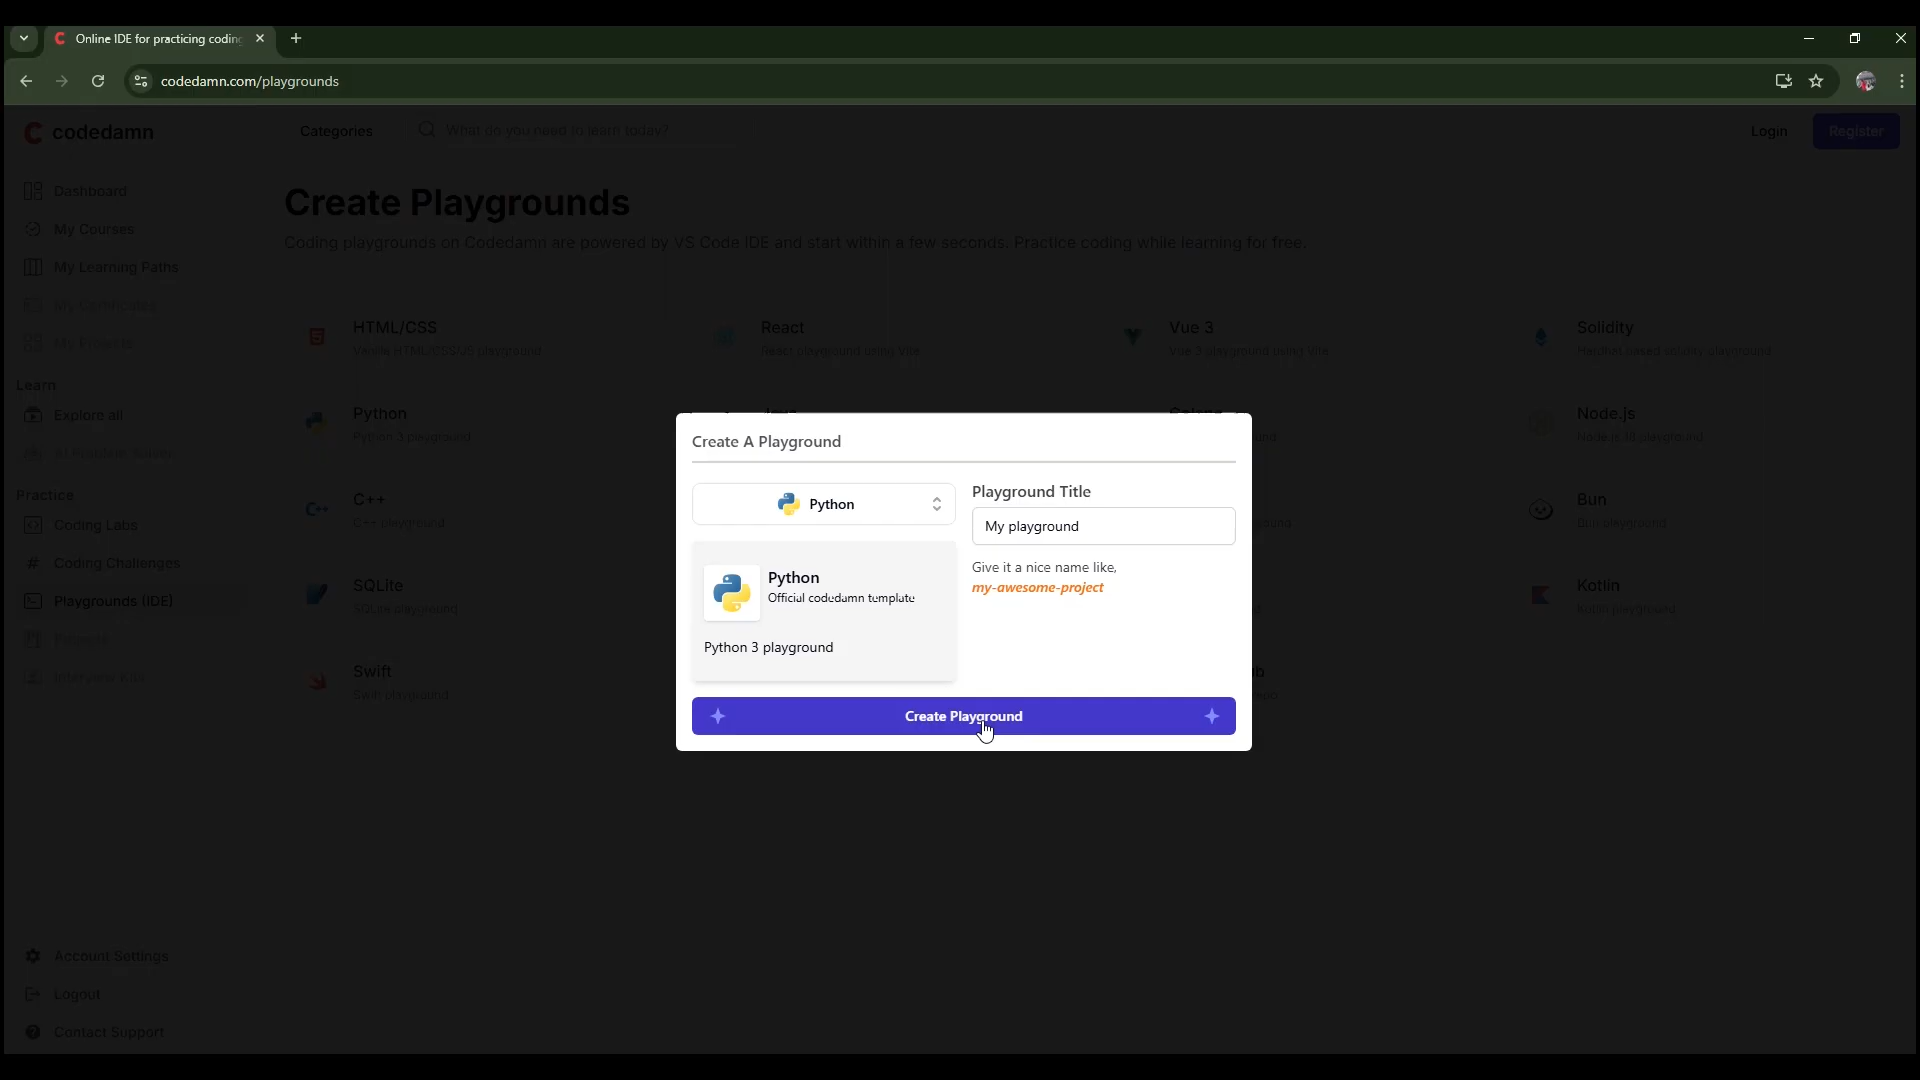 Online IDE for practicing coding
codedamn.com/playgrounds
codedamn
Categories
What do you need to learn today?
Login
Register
Dashboard
My Courses
My Learning Paths
My Certificates
My Projects
Learn
Explore all
AI Problem Solver
Practice
Coding Labs
Coding Challenges
Playgrounds (IDE)
Account Settings
Logout
Contact Support
Create Playgrounds
Coding playgrounds on Codedamn are powered by VS Code IDE and start within a few seconds. Practice coding while learning for free.
HTML/CSS
Vanilla HTML/CSS/JS playground
React
React playground using Vite
Vue 3
Vue 3 playground using Vite
Solidity
Hardhat based solidity playground
Python
Python 3 playground
Node.js
Node.js 18 playground
C++
C++ playground
Bun
Bun playground
SQLite
SQLite playground
Kotlin
Kotlin playground
Swift
Swift playground
Create A Playground
Python
Python
Official codedamn template
Python 3 playground
Playground Title
My playground
Give it a nice name like,
my-awesome-project
Create Playground